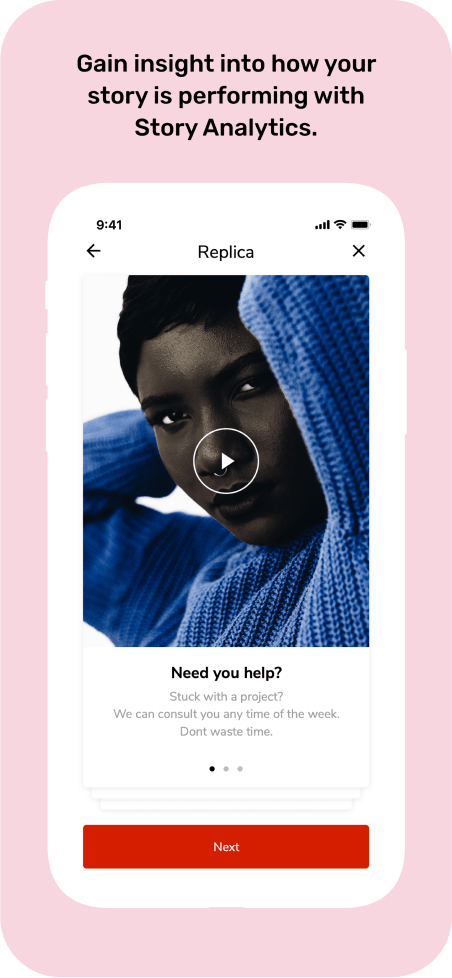 Gain insight into how your
story is performing with
Story Analytics.
9:41
Replica
Need you help?
Stuck with a project?
We can consult you any time of the week.
Dont waste time.
Next